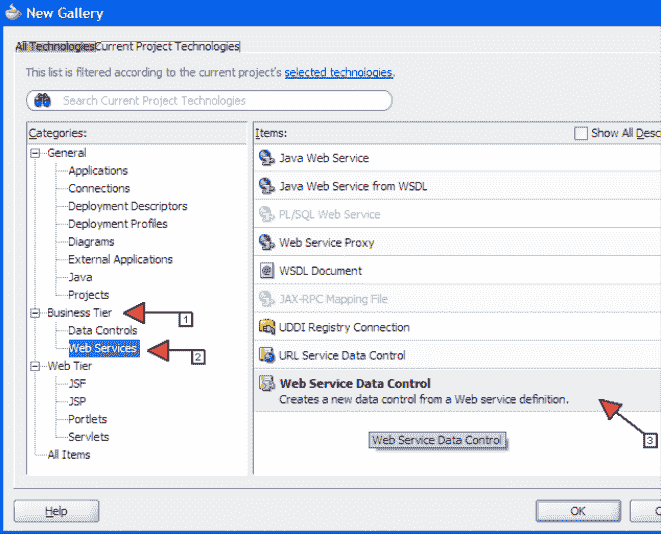 New Gallery
All Technologies Current Project Technologies
This list is filtered according to the current project's selected technologies.
Search Current Project Technologies
Categories:
General
Applications
Connections
Deployment Descriptors
Deployment Profiles
Diagrams
External Applications
Java
Projects
Business Tier
1
Data Controls
Web Services
2
Web Tier
JSF
JSP
Portlets
Servlets
All Items
Items:
Show All Desc
Java Web Service
Java Web Service from WSDL
PL/SQL Web Service
Web Service Proxy
WSDL Document
JAX-RPC Mapping File
UDDI Registry Connection
URL Service Data Control
Web Service Data Control
Creates a new data control from a Web service definition.
3
Web Service Data Control
Help
OK